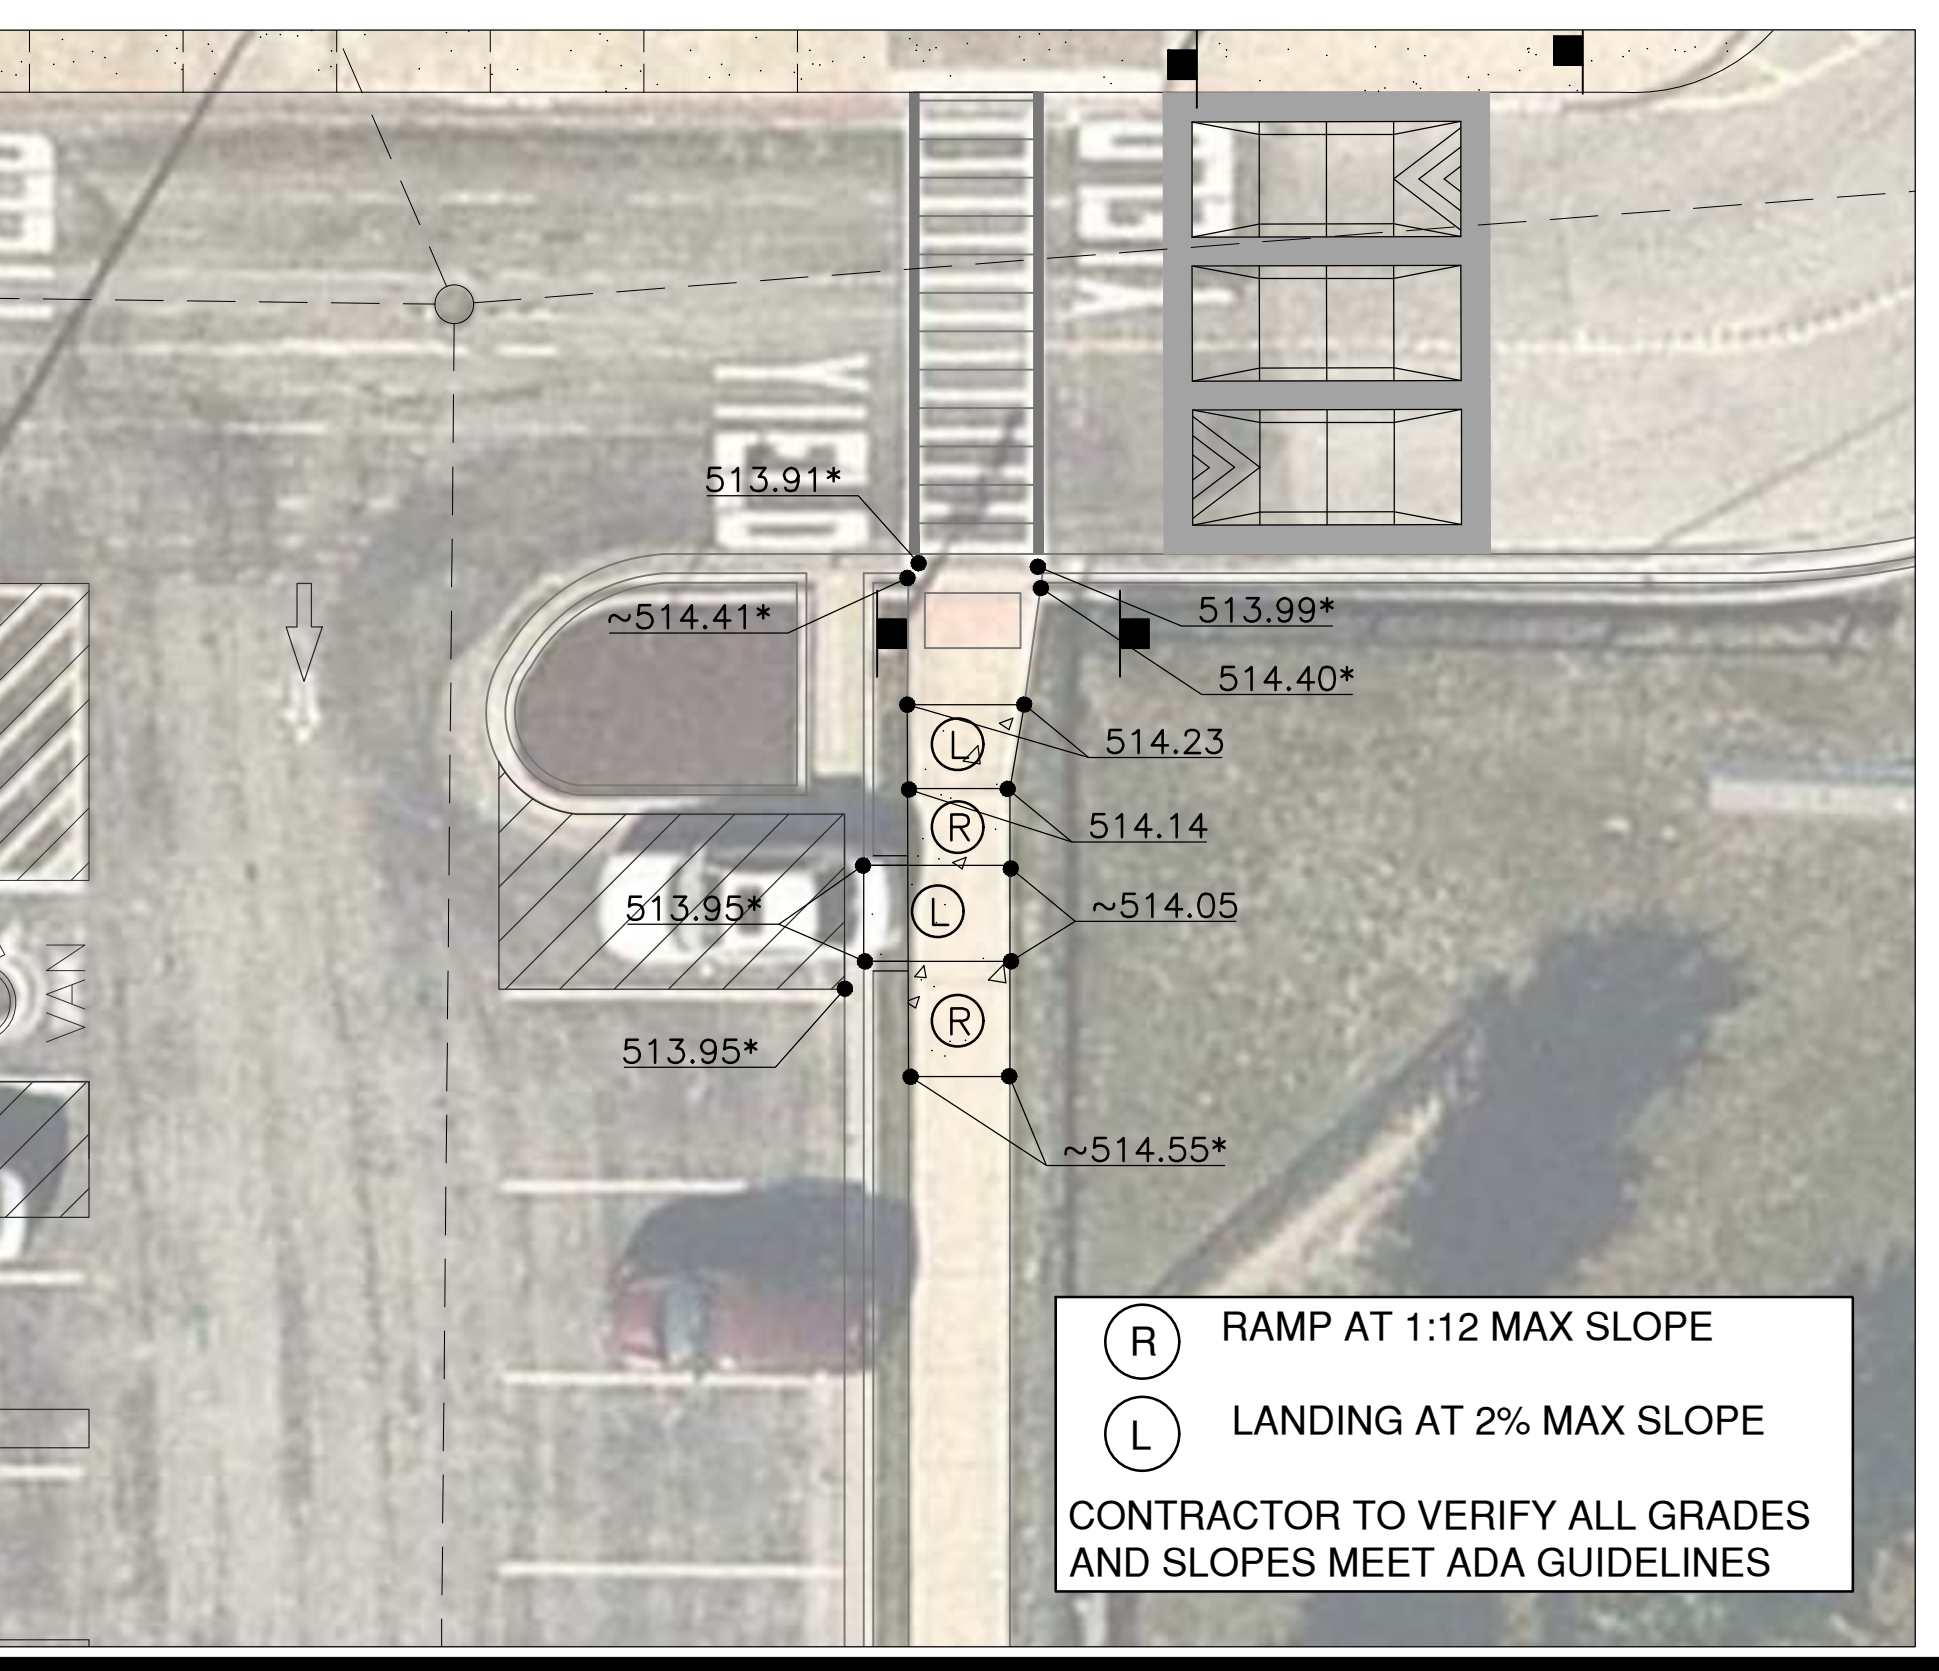 513.91*
~514.41*
513.99*
514.40*
L
514.23
R
514.14
513.95*
L
~514.05
VAN
R
513.95*
~514.55*
R RAMP AT 1:12 MAX SLOPE
L LANDING AT 2% MAX SLOPE
CONTRACTOR TO VERIFY ALL GRADES
AND SLOPES MEET ADA GUIDELINES
ONLY
ONLY